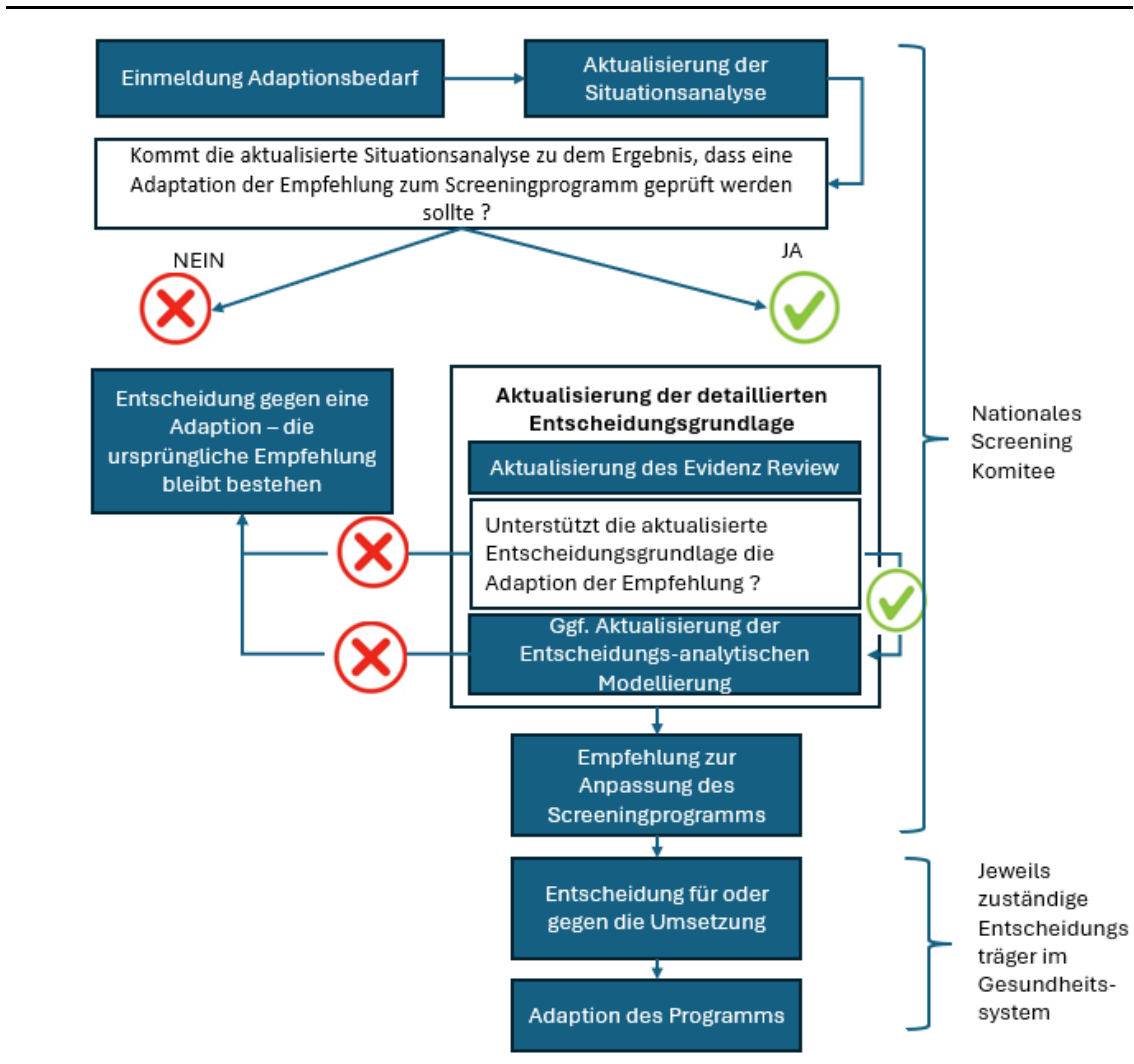 Einmeldung Adaptionsbedarf
Aktualisierung der
Situationsanalyse
Kommt die aktualisierte Situationsanalyse zu dem Ergebnis, dass eine
Adaptation der Empfehlung zum Screeningprogramm geprüft werden
sollte ?
NEIN
JA
Entscheidung gegen eine
Adaption – die
ursprüngliche Empfehlung
bleibt bestehen
Aktualisierung der detaillierten
Entscheidungsgrundlage
Aktualisierung des Evidenz Review
Unterstützt die aktualisierte
Entscheidungsgrundlage die
Adaption der Empfehlung ?
Ggf. Aktualisierung der
Entscheidungs-analytischen
Modellierung
Empfehlung zur
Anpassung des
Screeningprogramms
Entscheidung für oder
gegen die Umsetzung
Adaption des Programms
Nationales
Screening
Komitee
Jeweils
zuständige
Entscheidungs
träger im
Gesundheits-
system